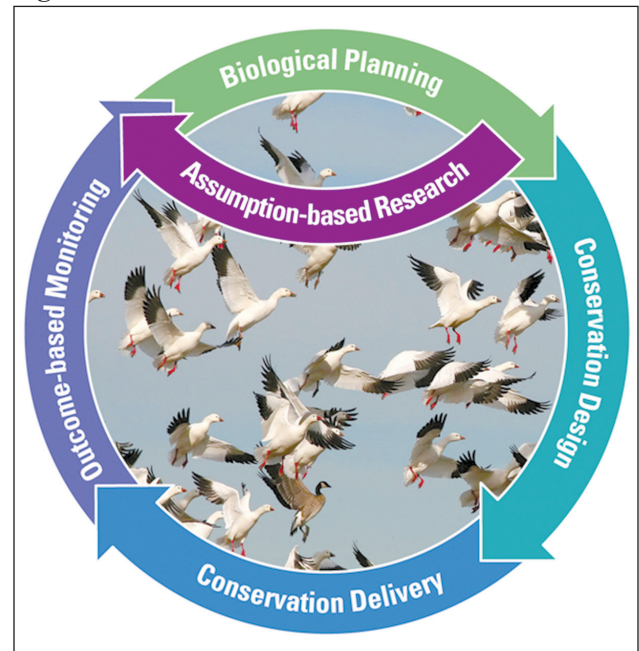 Biological Planning
Assumption-based Research
Conservation Design
Conservation Delivery
Outcome-based Monitoring